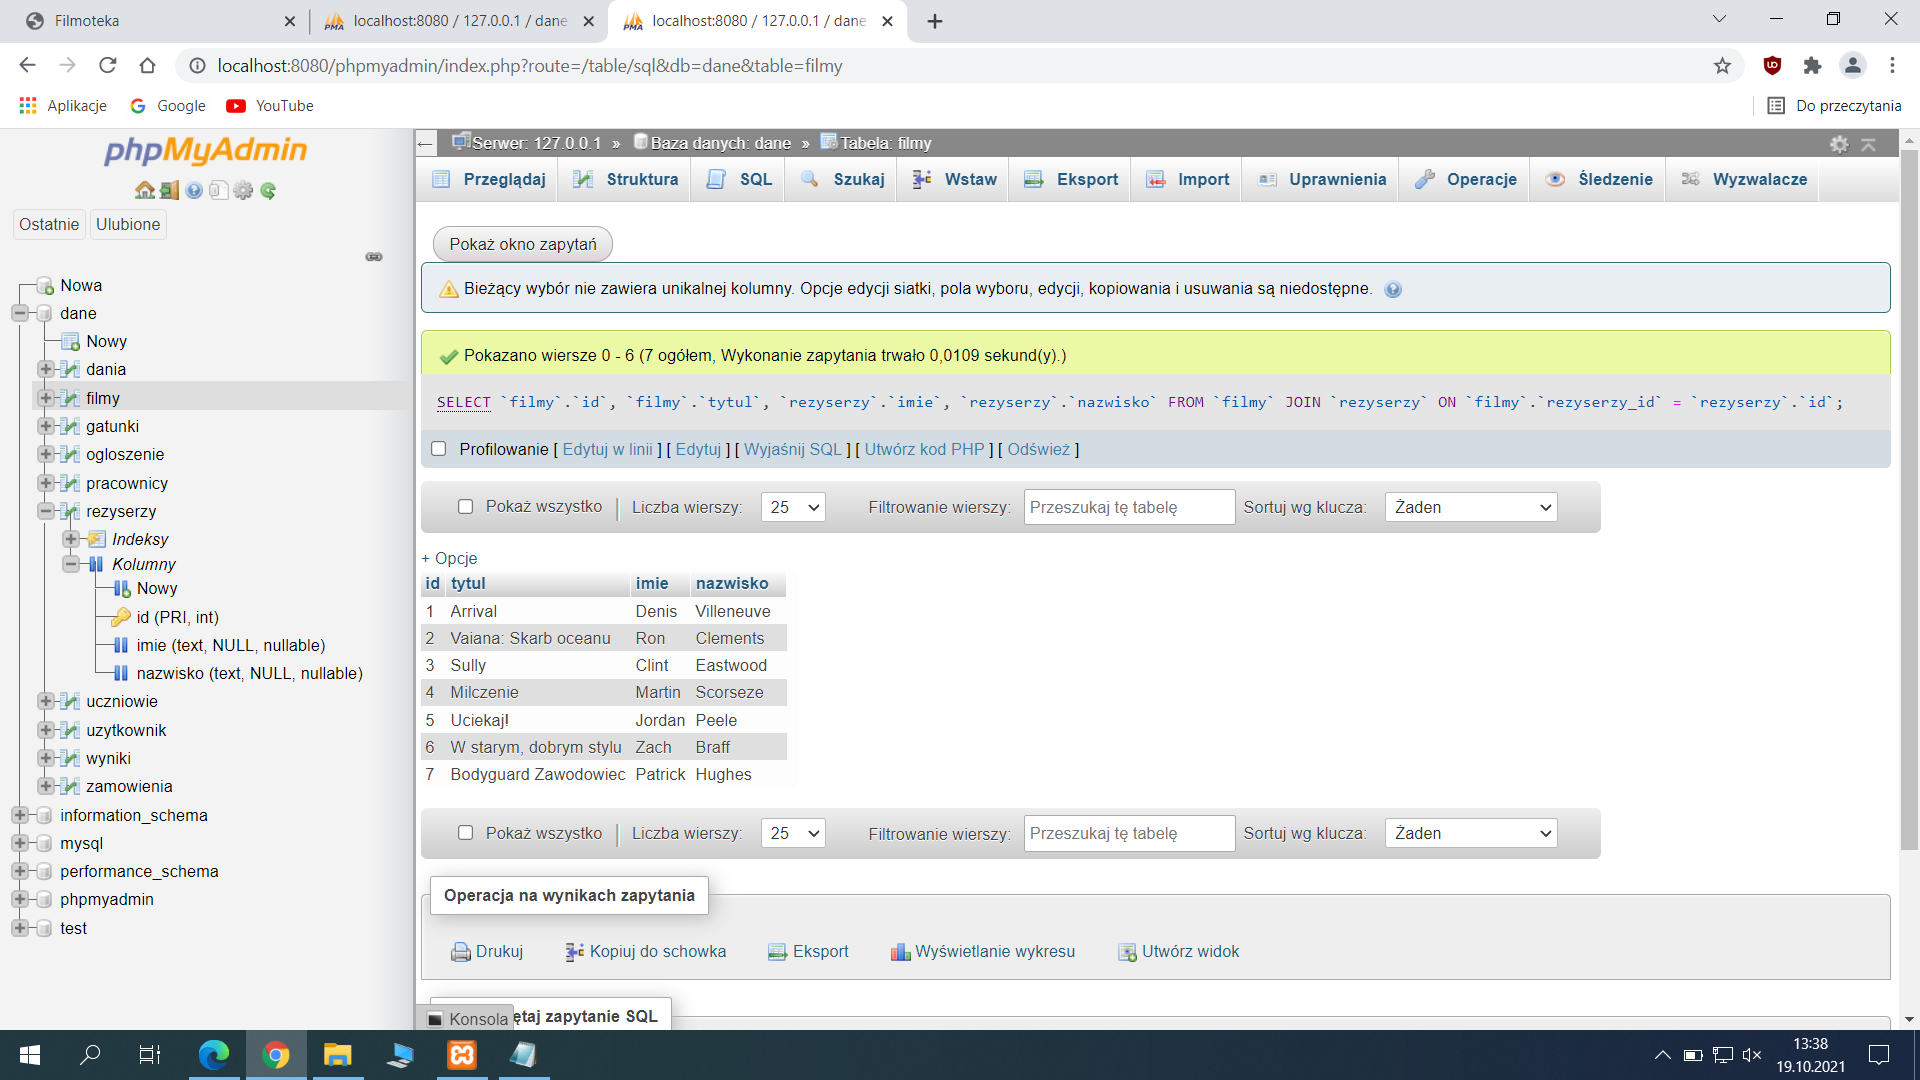 Filmoteka
localhost:8080 / 127.0.0.1 / dane
localhost:8080 / 127.0.0.1 / dane
localhost:8080/phpmyadmin/index.php?route=/table/sql&db=dane&table=filmy
Aplikacje Google YouTube Do przeczytania
phpMyAdmin
Ostatnie Ulubione
Nowa
dane
Nowy
dania
filmy
gatunki
ogloszenie
pracownicy
rezyserzy
Indeksy
Kolumny
Nowy
id (PRI, int)
imie (text, NULL, nullable)
nazwisko (text, NULL, nullable)
uczniowie
uzytkownik
wyniki
zamowienia
information_schema
mysql
performance_schema
phpmyadmin
test
Serwer: 127.0.0.1 » Baza danych: dane » Tabela: filmy
Przeglądaj Struktura SQL Szukaj Wstaw Eksport Import Uprawnienia Operacje Śledzenie Wyzwalacze
Pokaż okno zapytań
Bieżący wybór nie zawiera unikalnej kolumny. Opcje edycji siatki, pola wyboru, edycji, kopiowania i usuwania są niedostępne.
Pokazano wiersze 0 - 6 (7 ogółem, Wykonanie zapytania trwało 0,0109 sekund(y).)
SELECT `filmy`.`id`, `filmy`.`tytul`, `rezyserzy`.`imie`, `rezyserzy`.`nazwisko` FROM `filmy` JOIN `rezyserzy` ON `filmy`.`rezyserzy_id` = `rezyserzy`.`id`;
Profilowanie [ Edytuj w linii ] [ Edytuj ] [ Wyjaśnij SQL ] [ Utwórz kod PHP ] [ Odśwież ]
Pokaż wszystko | Liczba wierszy: 25 Filtrowanie wierszy: Przeszukaj tę tabelę Sortuj wg klucza: Żaden
+ Opcje
id tytul imie nazwisko
1 Arrival Denis Villeneuve
2 Vaiana: Skarb oceanu Ron Clements
3 Sully Clint Eastwood
4 Milczenie Martin Scorseze
5 Uciekaj! Jordan Peele
6 W starym, dobrym stylu Zach Braff
7 Bodyguard Zawodowiec Patrick Hughes
Pokaż wszystko | Liczba wierszy: 25 Filtrowanie wierszy: Przeszukaj tę tabelę Sortuj wg klucza: Żaden
Operacja na wynikach zapytania
Drukuj Kopiuj do schowka Eksport Wyświetlanie wykresu Utwórz widok
Konsola ętaj zapytanie SQL
13:38
19.10.2021